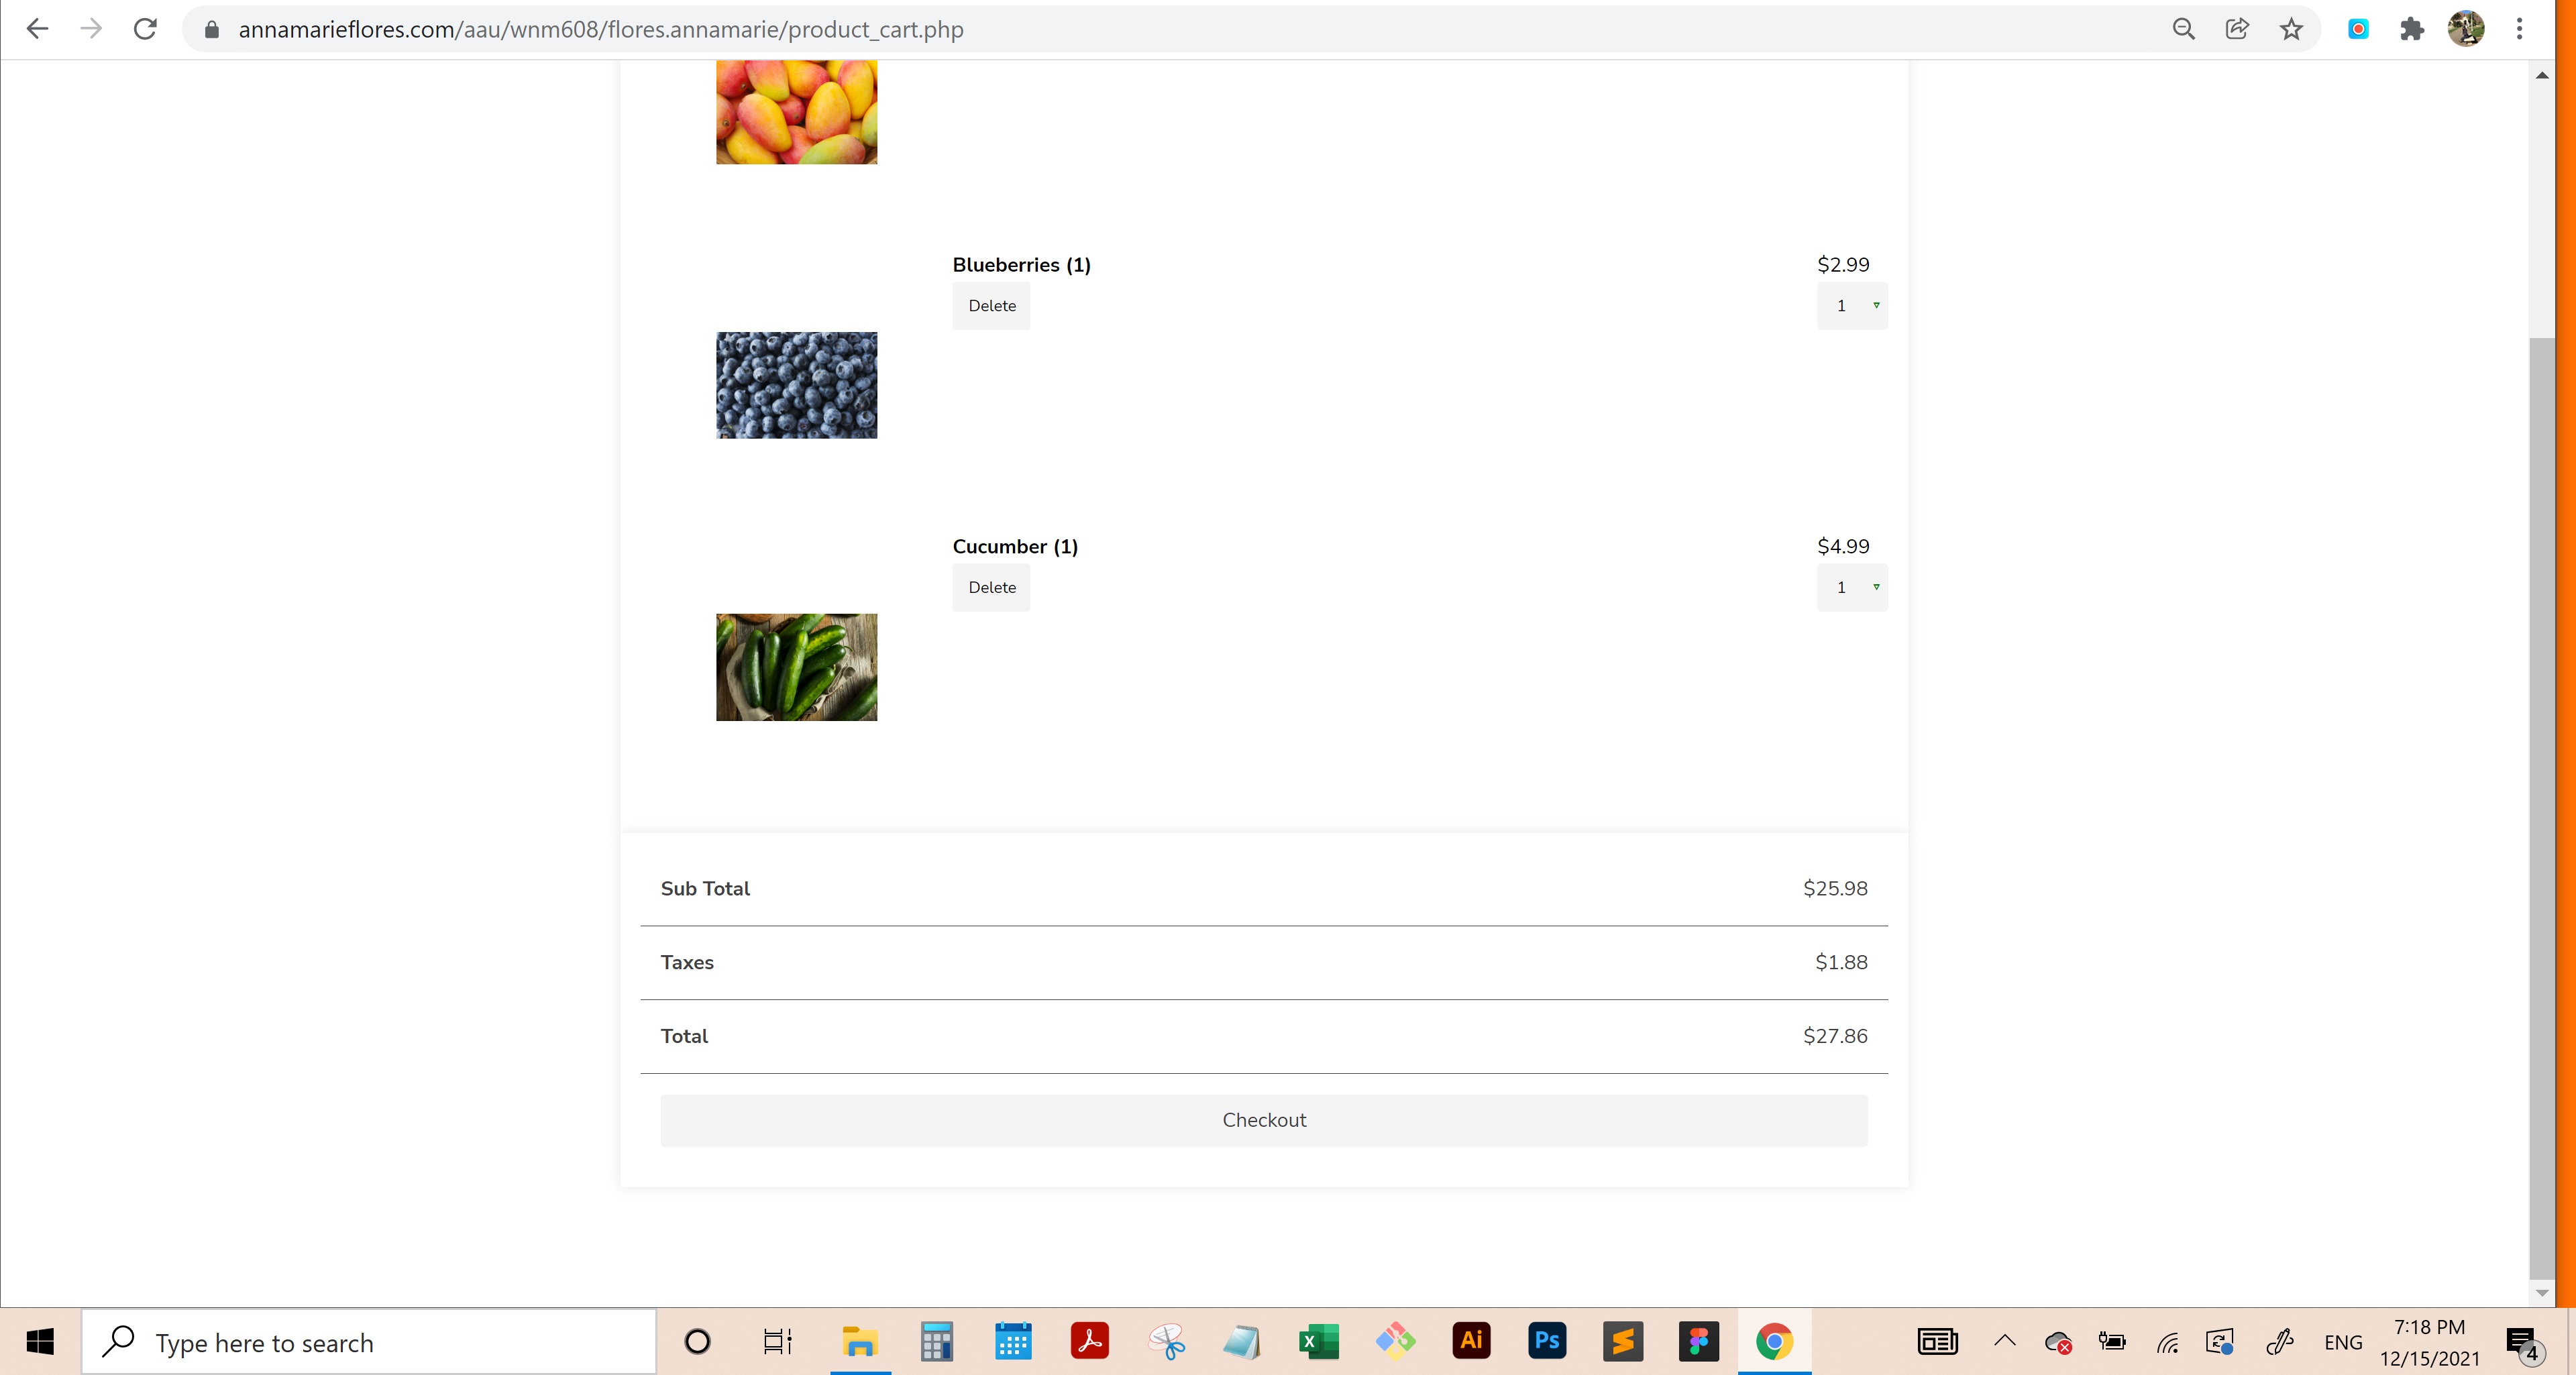 annamarieflores.com/aau/wnm608/flores.annamarie/product_cart.php
Blueberries (1)
$2.99
Delete
1
Cucumber (1)
$4.99
Delete
1
Sub Total
$25.98
Taxes
$1.88
Total
$27.86
Checkout
Type here to search
X
Ai
Ps
ENG
7:18 PM
12/15/2021
4